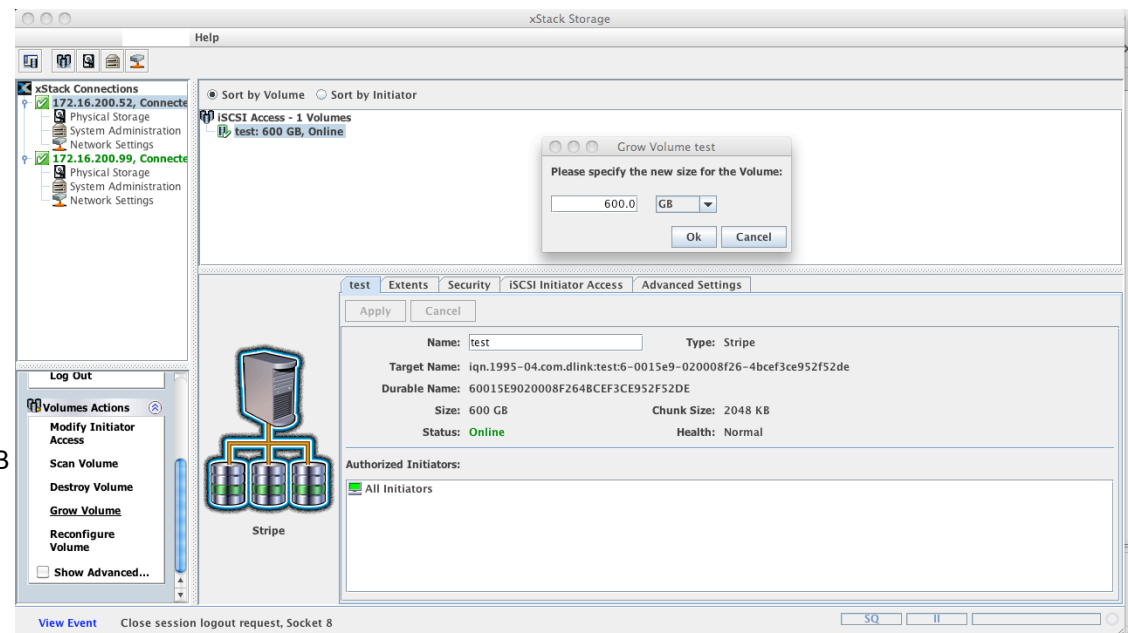 xStack Storage
Help
xStack Connections
172.16.200.52, Connecte
Physical Storage
System Administration
Network Settings
172.16.200.99, Connecte
Physical Storage
System Administration
Network Settings
Sort by Volume Sort by Initiator
iSCSI Access - 1 Volumes
test: 600 GB, Online
Grow Volume test
Please specify the new size for the Volume:
600.0 GB
Ok Cancel
test Extents Security iSCSI Initiator Access Advanced Settings
Apply Cancel
Name: test Type: Stripe
Target Name: iqn.1995-04.com.dlink:test:6-0015e9-020008f26-4bcef3ce952f52de
Durable Name: 60015E9020008F264BCEF3CE952F52DE
Size: 600 GB Chunk Size: 2048 KB
Status: Online Health: Normal
Authorized Initiators:
All Initiators
Stripe
Log Out
Volumes Actions
Modify Initiator
Access
Scan Volume
Destroy Volume
Grow Volume
Reconfigure
Volume
Show Advanced...
3
View Event Close session logout request, Socket 8
SQ II